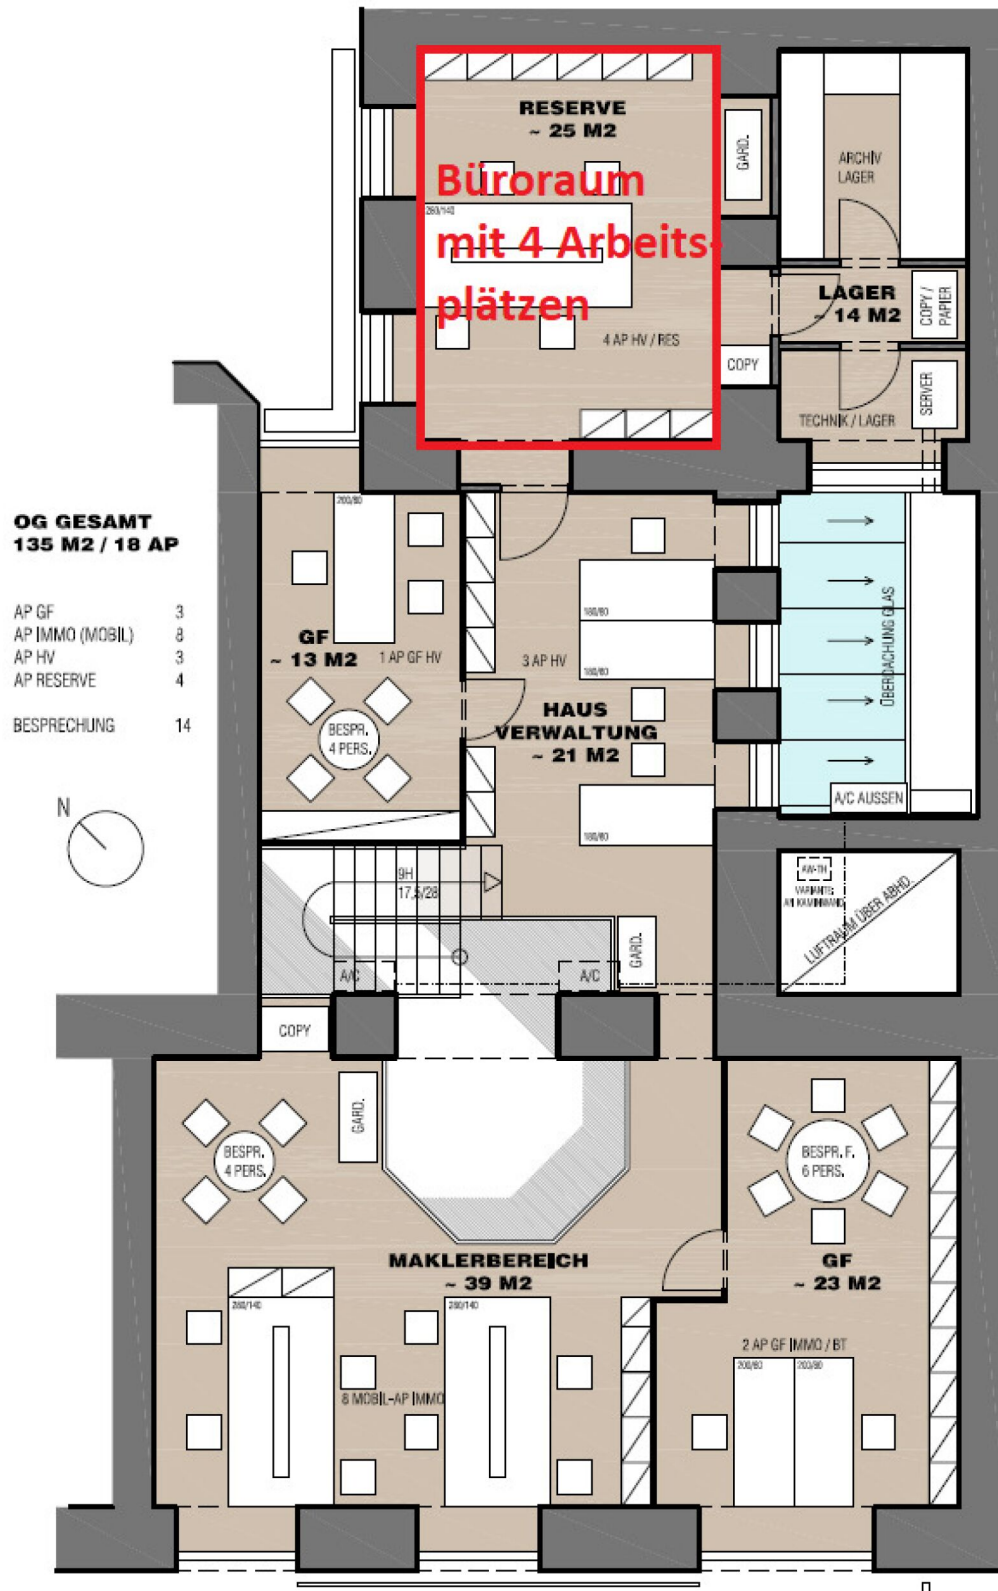 RESERVE
~ 25 M2
Büroraum
mit 4 Arbeits-
plätzen
280/140
4 AP HV / RES
GARD.
ARCHIV
LAGER
LAGER
~ 14 M2
COPY /
PAPIER
COPY
SERVER
TECHNIK / LAGER
OG GESAMT
135 M2 / 18 AP
AP GF 3
AP IMMO (MOBIL) 8
AP HV 3
AP RESERVE 4
BESPRECHUNG 14
N
200/80
GF
~ 13 M2
1 AP GF HV
BESPR.
4 PERS.
3 AP HV
180/80
180/80
HAUS
VERWALTUNG
~ 21 M2
180/80
ÜBERDACHUNG GLAS
A/C AUSSEN
AW-TH
VARIANTE:
AN KAMINWAND
LUFTRAUM ÜBER ABHD.
9H
17,5/28
A/C
A/C
GARD.
COPY
GARD.
BESPR.
4 PERS.
BESPR. F.
6 PERS.
MAKLERBEREICH
~ 39 M2
GF
~ 23 M2
280/140
280/140
8 MOBIL-AP IMMO
2 AP GF IMMO / BT
200/80
200/80